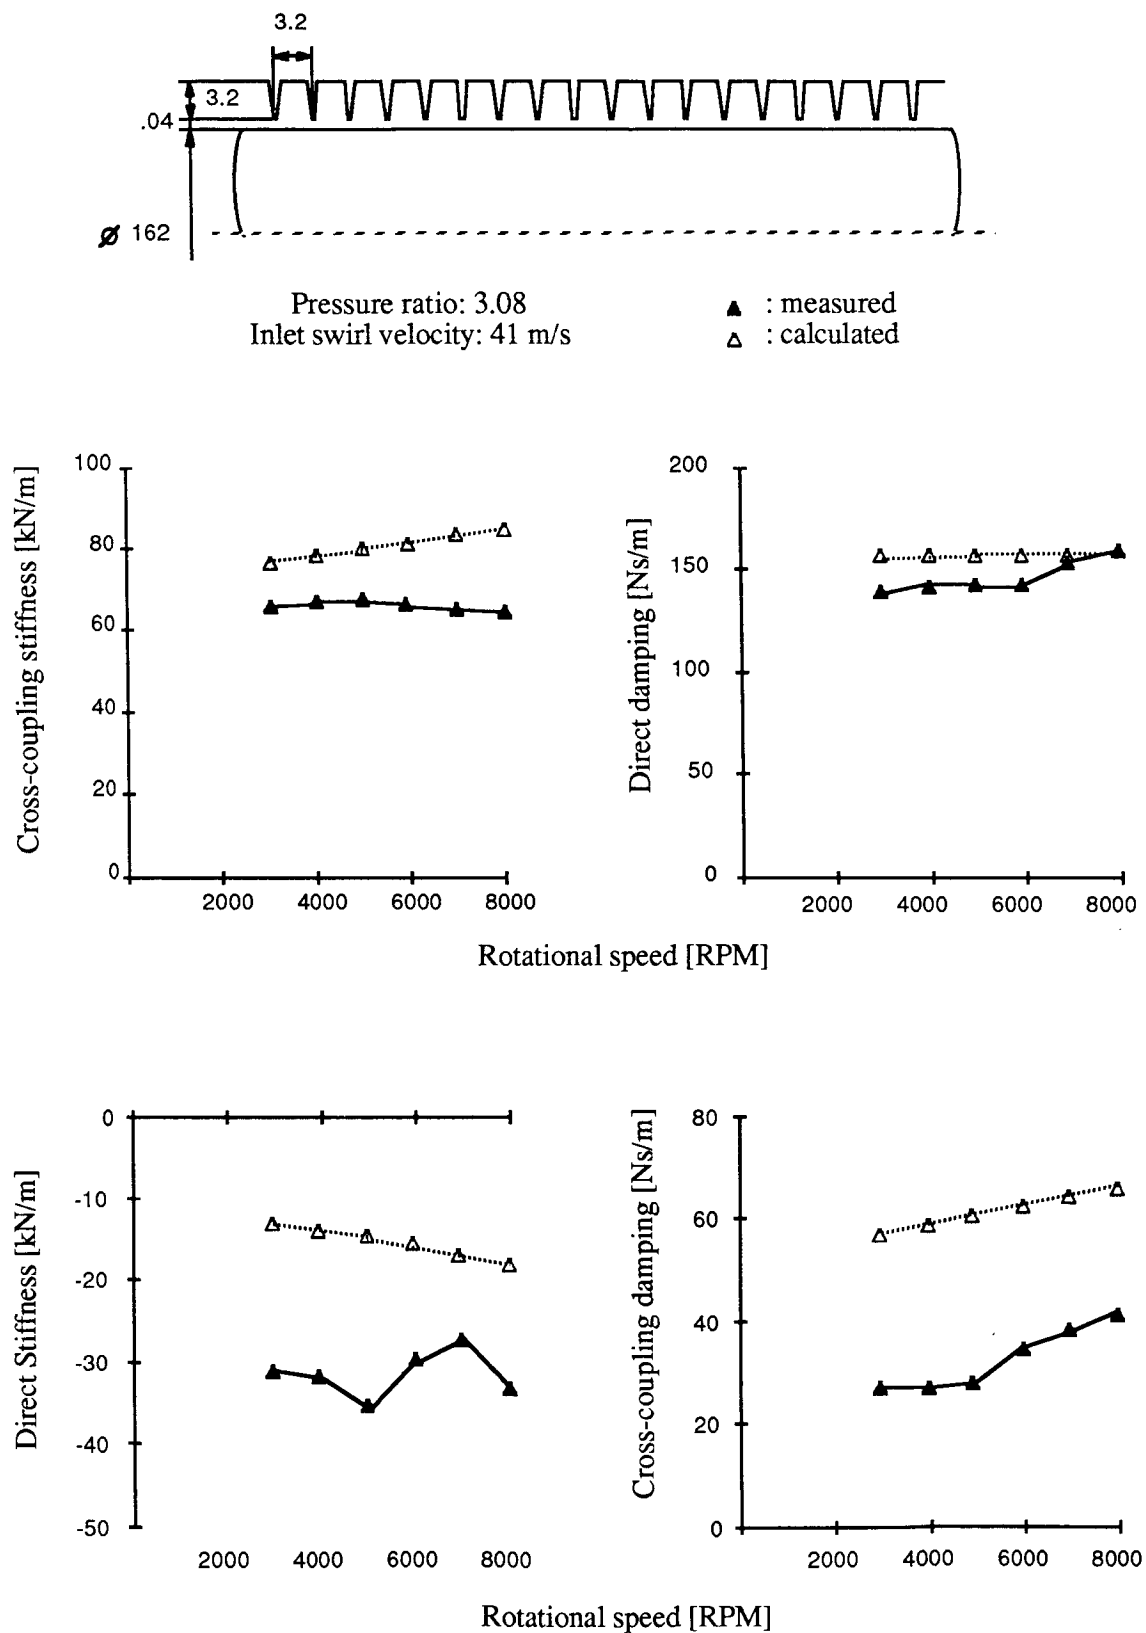 3.2
3.2
.04
ø 162
Pressure ratio: 3.08
Inlet swirl velocity: 41 m/s
▲ : measured
△ : calculated
Cross-coupling stiffness [kN/m]
100
80
60
40
20
0
2000 4000 6000 8000
Direct damping [Ns/m]
200
150
100
50
0
2000 4000 6000 8000
Rotational speed [RPM]
Direct Stiffness [kN/m]
0
-10
-20
-30
-40
-50
2000 4000 6000 8000
Cross-coupling damping [Ns/m]
80
60
40
20
0
2000 4000 6000 8000
Rotational speed [RPM]